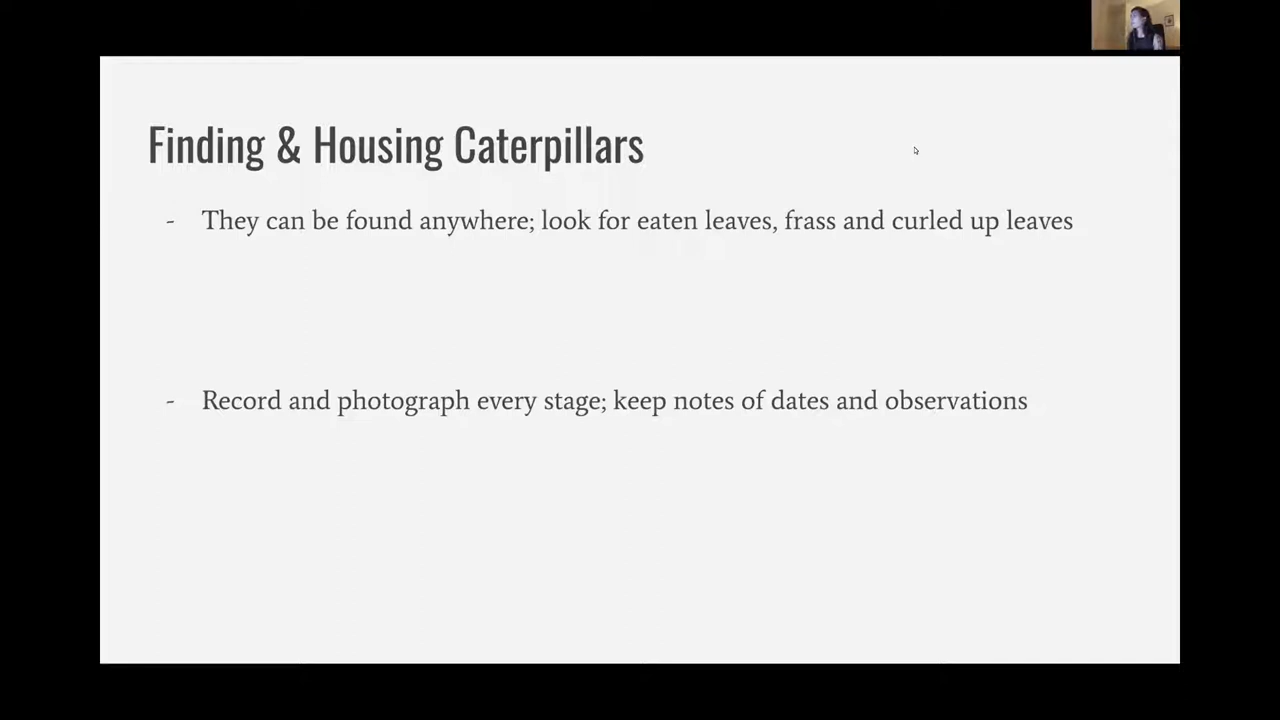 Finding & Housing Caterpillars
- They can be found anywhere; look for eaten leaves, frass and curled up leaves
- Record and photograph every stage; keep notes of dates and observations